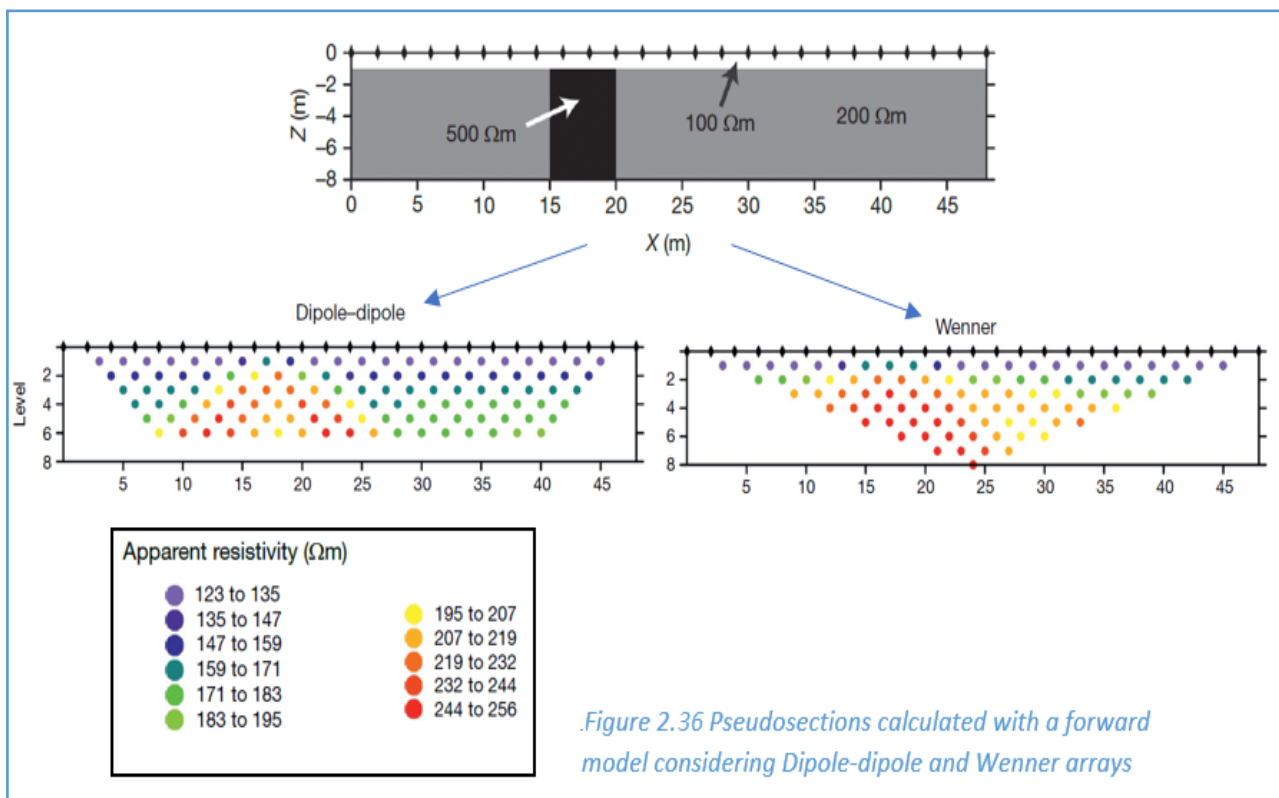 0
−2
−4
−6
−8
Z (m)
500 Ωm
100 Ωm
200 Ωm
0 5 10 15 20 25 30 35 40 45
X (m)
Dipole–dipole
Level
2
4
6
8
5 10 15 20 25 30 35 40 45
Wenner
2
4
6
8
5 10 15 20 25 30 35 40 45
Apparent resistivity (Ωm)
123 to 135
135 to 147
147 to 159
159 to 171
171 to 183
183 to 195
195 to 207
207 to 219
219 to 232
232 to 244
244 to 256
.Figure 2.36 Pseudosections calculated with a forward
model considering Dipole-dipole and Wenner arrays